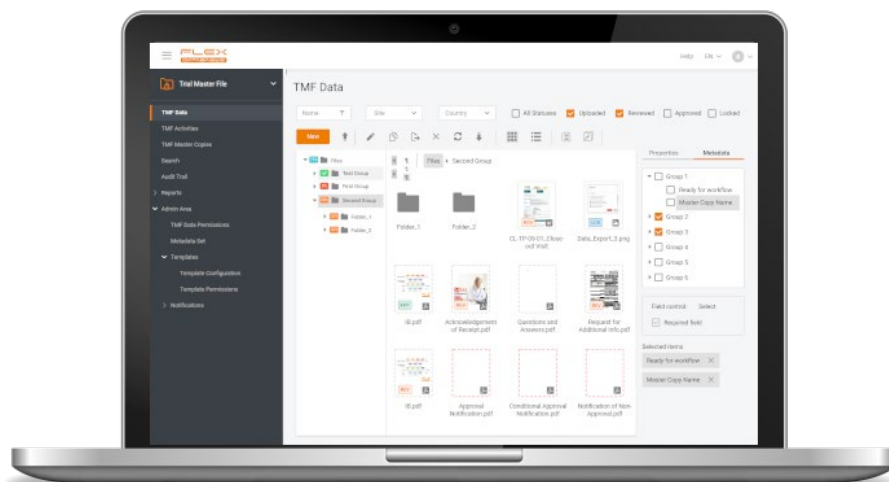 FLEX
Help EN
Trial Master File
TMF Data
TMF Activities
TMF Master Copies
Search
Audit Trail
Reports
Admin Area
TMF Data Permissions
Metadata Set
Templates
Template Configuration
Template Permissions
Notifications
TMF Data
Name Site Country All Statuses Uploaded Reviewed Approved Locked
New
Files
Test Group
First Group
Second Group
Folder_1
Folder_2
Files Second Group
Folder_1
Folder_2
Data_Export_3.png
IB.pdf
Acknowledgement
of Receipt.pdf
Questions and
Answers.pdf
Request for
Additional Info.pdf
IB.pdf
Approval
Notification.pdf
Conditional Approval
Notification.pdf
Notification of Non-
Approval.pdf
Properties Metadata
Group 1
Ready for workflow
Master Copy Name
Group 2
Group 3
Group 4
Group 5
Group 6
Field control: Select
Required field
Selected items
Ready for workflow
Master Copy Name